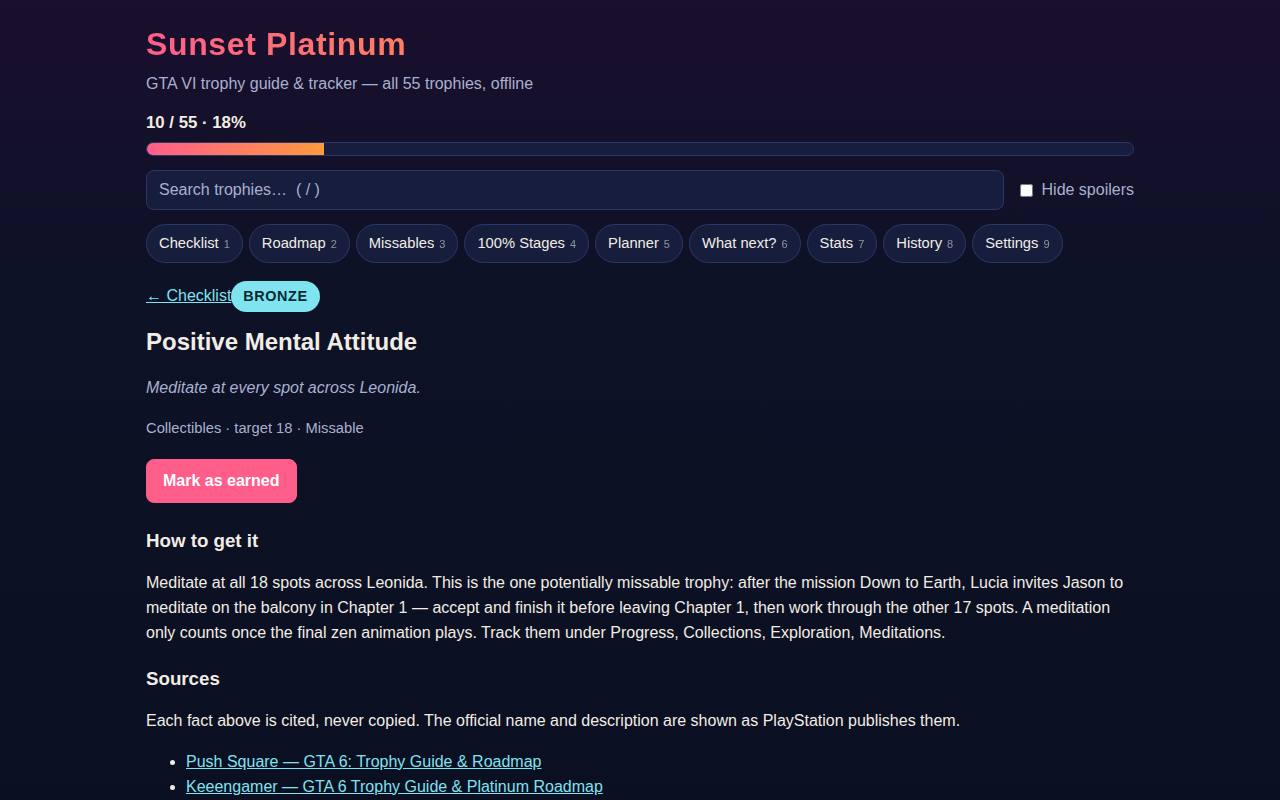 Sunset Platinum
GTA VI trophy guide & tracker — all 55 trophies, offline
10 / 55 · 18%
Search trophies… ( / )
Hide spoilers
Checklist 1
Roadmap 2
Missables 3
100% Stages 4
Planner 5
What next? 6
Stats 7
History 8
Settings 9
← Checklist
BRONZE
Positive Mental Attitude
Meditate at every spot across Leonida.
Collectibles · target 18 · Missable
Mark as earned
How to get it
Meditate at all 18 spots across Leonida. This is the one potentially missable trophy: after the mission Down to Earth, Lucia invites Jason to
meditate on the balcony in Chapter 1 — accept and finish it before leaving Chapter 1, then work through the other 17 spots. A meditation
only counts once the final zen animation plays. Track them under Progress, Collections, Exploration, Meditations.
Sources
Each fact above is cited, never copied. The official name and description are shown as PlayStation publishes them.
• Push Square — GTA 6: Trophy Guide & Roadmap
• Keeengamer — GTA 6 Trophy Guide & Platinum Roadmap